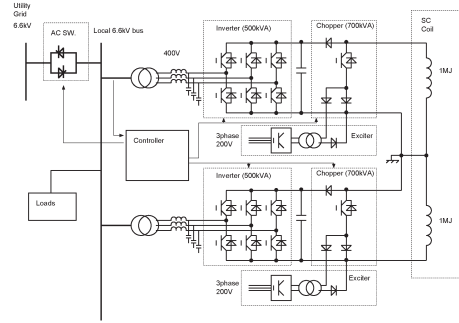 Utility
Grid
6.6kV
AC SW.
Local 6.6kV bus
400V
Inverter (500kVA)
Chopper (700kVA)
SC
Coil
1MJ
Controller
3phase
200V
Exciter
Inverter (500kVA)
Chopper (700kVA)
Loads
1MJ
3phase
200V
Exciter